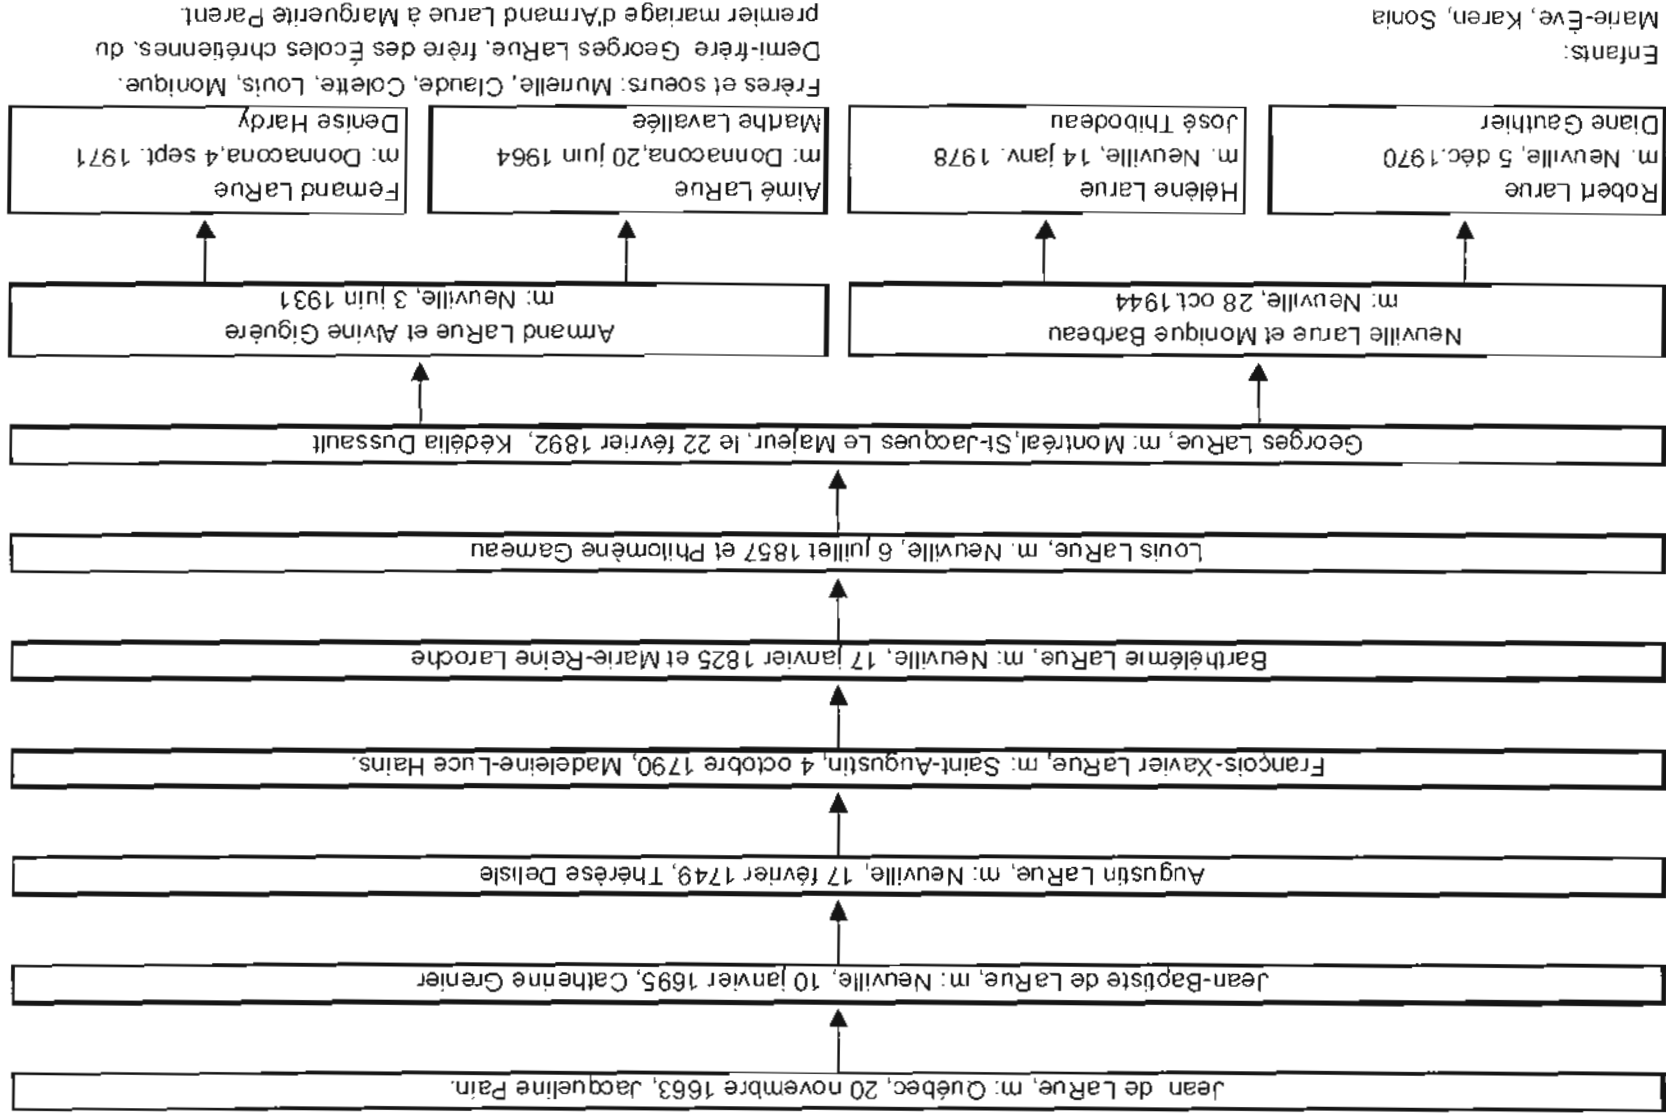 Jean de LaRue, m: Québec, 20 novembre 1663, Jacqueline Pain.
Jean-Baptiste de LaRue, m: Neuville, 10 janvier 1695, Catherine Grenier
Augustin LaRue, m: Neuville, 17 février 1749, Thérèse Delisle
François-Xavier LaRue, m: Saint-Augustin, 4 octobre 1790, Madeleine-Luce Hains.
Barthélémie LaRue, m: Neuville, 17 janvier 1825 et Marie-Reine Laroche
Louis LaRue, m. Neuville, 6 juillet 1857 et Philomène Garneau
Georges LaRue, m: Montréal,St-Jacques Le Majeur, le 22 février 1892, Kédélia Dussault
Neuville Larue et Monique Barbeau
m: Neuville, 28 oct.1944
Armand LaRue et Alvine Giguère
m: Neuville, 3 juin 1931
Robert Larue
m. Neuville, 5 déc.1970
Diane Gauthier
Hélène Larue
m. Neuville, 14 janv. 1978
José Thibodeau
Aimé LaRue
m: Donnacona,20 juin 1964
Marthe Lavallée
Fernand LaRue
m: Donnacona,4 sept. 1971
Denise Hardy
Enfants:
Marie-Ève, Karen, Sonia
Frères et soeurs: Murielle, Claude, Colette, Louis, Monique.
Demi-frère Georges LaRue, frère des Écoles chrétiennes, du
premier mariage d'Armand Larue à Marguerite Parent.